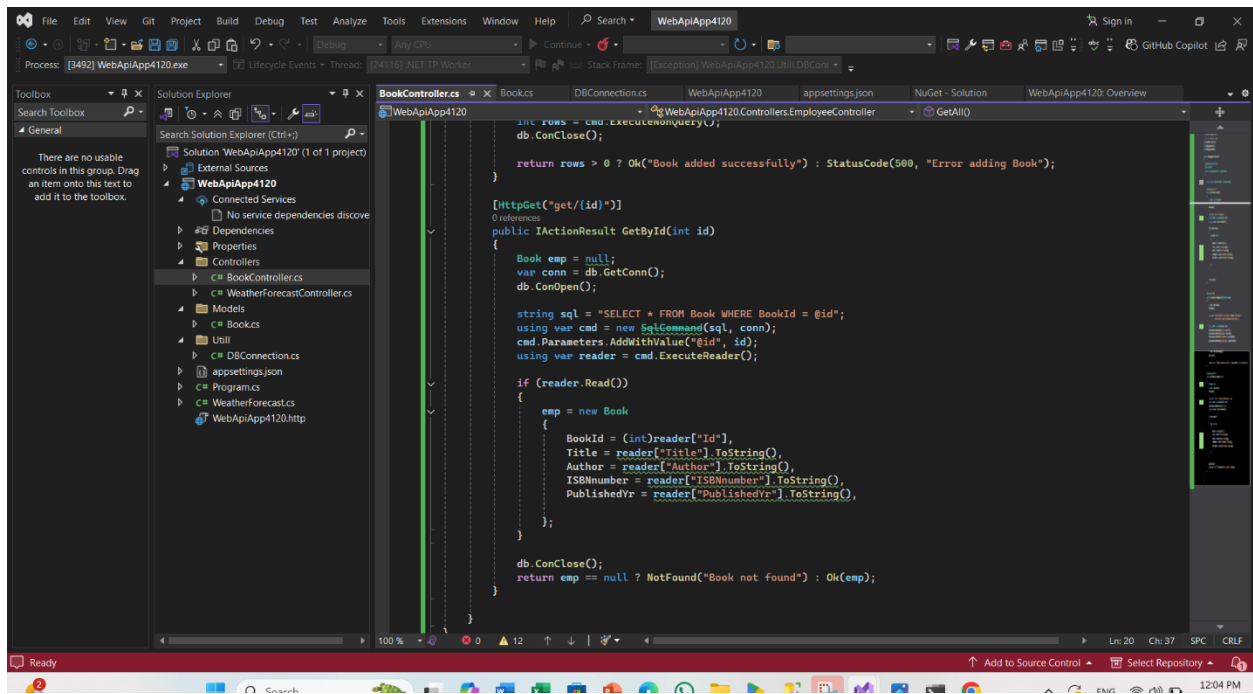 File Edit View Git Project Build Debug Test Analyze Tools Extensions Window Help Search WebApiApp4120 Sign in
Debug Any CPU Continue GitHub Copilot
Process: [3492] WebApiApp4120.exe Lifecycle Events Thread: [24116] .NET TP Worker Stack Frame: [Exception] WebApiApp4120.Utill.DBConn
Toolbox
Search Toolbox
General
There are no usable
controls in this group. Drag
an item onto this text to
add it to the toolbox.
Solution Explorer
Search Solution Explorer (Ctrl+;)
Solution 'WebApiApp4120' (1 of 1 project)
External Sources
WebApiApp4120
Connected Services
No service dependencies discove
Dependencies
Properties
Controllers
C# BookController.cs
C# WeatherForecastController.cs
Models
C# Book.cs
Utill
C# DBConnection.cs
appsettings.json
C# Program.cs
C# WeatherForecast.cs
WebApiApp4120.http
BookController.cs Book.cs DBConnection.cs WebApiApp4120 appsettings.json NuGet - Solution WebApiApp4120: Overview
WebApiApp4120 WebApiApp4120.Controllers.EmployeeController GetAll()
int rows = cmd.ExecuteNonQuery();
db.ConClose();
return rows > 0 ? Ok("Book added successfully") : StatusCode(500, "Error adding Book");
}
[HttpGet("get/{id}")]
0 references
public IActionResult GetById(int id)
{
Book emp = null;
var conn = db.GetConn();
db.ConOpen();
string sql = "SELECT * FROM Book WHERE BookId = @id";
using var cmd = new SqlCommand(sql, conn);
cmd.Parameters.AddWithValue("@id", id);
using var reader = cmd.ExecuteReader();
if (reader.Read())
{
emp = new Book
{
BookId = (int)reader["Id"],
Title = reader["Title"].ToString(),
Author = reader["Author"].ToString(),
ISBNnumber = reader["ISBNnumber"].ToString(),
PublishedYr = reader["PublishedYr"].ToString(),
};
}
db.ConClose();
return emp == null ? NotFound("Book not found") : Ok(emp);
}
}
100 % 0 12 Ln: 20 Ch: 37 SPC CRLF
Ready Add to Source Control Select Repository
2 Search ENG 12:04 PM